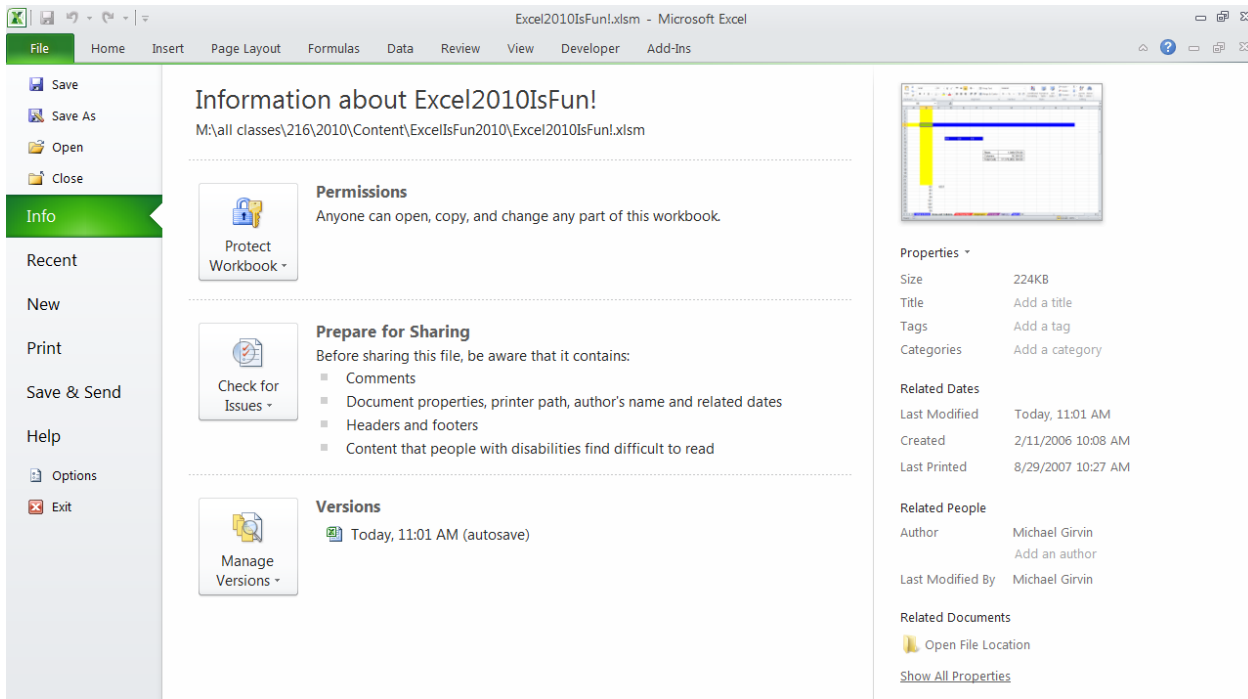 Excel2010IsFun!.xlsm - Microsoft Excel
File Home Insert Page Layout Formulas Data Review View Developer Add-Ins
Save
Save As
Open
Close
Info
Recent
New
Print
Save & Send
Help
Options
Exit
Information about Excel2010IsFun!
M:\all classes\216\2010\Content\ExcelIsFun2010\Excel2010IsFun!.xlsm
Protect
Workbook
Permissions
Anyone can open, copy, and change any part of this workbook.
Check for
Issues
Prepare for Sharing
Before sharing this file, be aware that it contains:
Comments
Document properties, printer path, author's name and related dates
Headers and footers
Content that people with disabilities find difficult to read
Manage
Versions
Versions
Today, 11:01 AM (autosave)
Properties
Size 224KB
Title Add a title
Tags Add a tag
Categories Add a category
Related Dates
Last Modified Today, 11:01 AM
Created 2/11/2006 10:08 AM
Last Printed 8/29/2007 10:27 AM
Related People
Author Michael Girvin
Add an author
Last Modified By Michael Girvin
Related Documents
Open File Location
Show All Properties